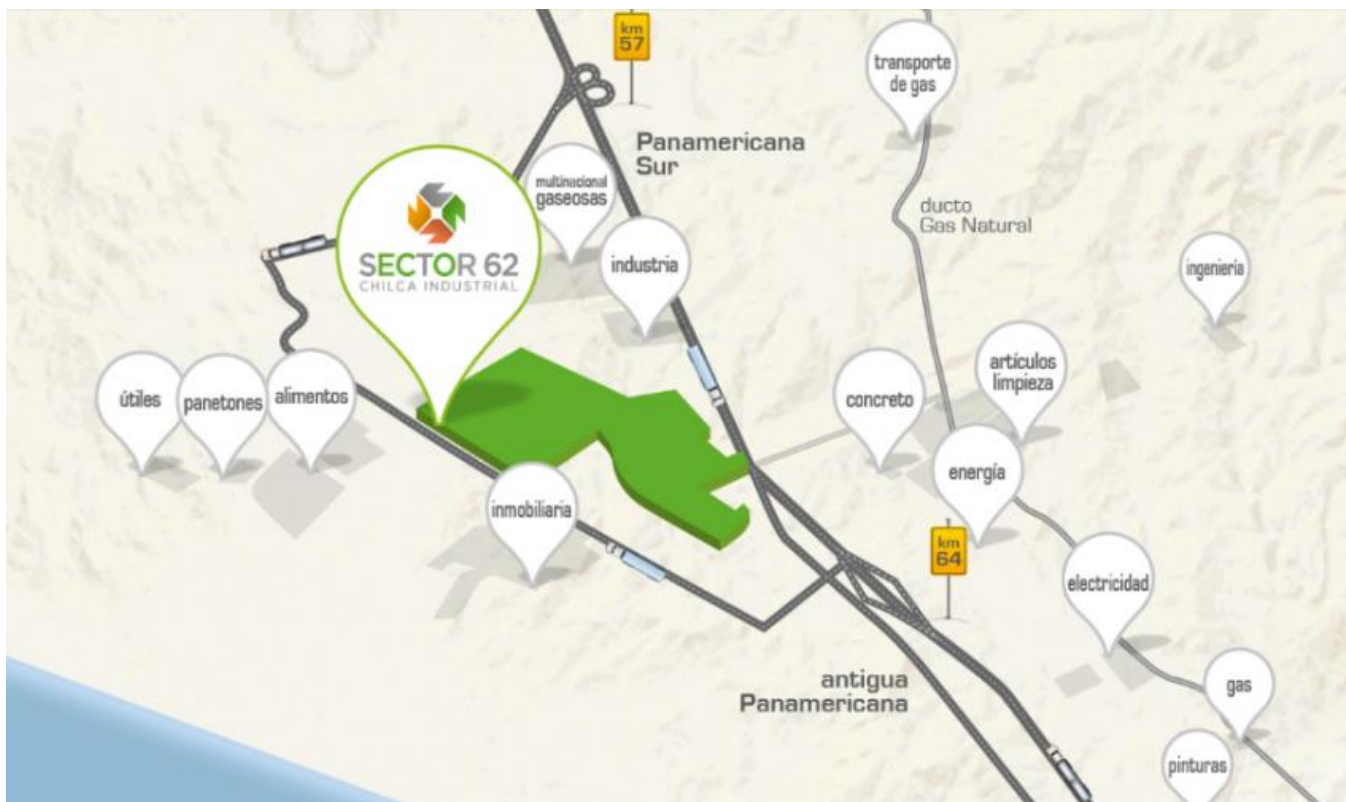 km
57
transporte
de gas
Panamericana
Sur
multinacional
gaseosas
ducto
Gas Natural
SECTOR 62
CHILCA INDUSTRIAL
industria
ingenieria
artículos
limpieza
útiles
panetones
alimentos
concreto
energía
inmobiliaria
km
64
electricidad
antigua
Panamericana
gas
pinturas